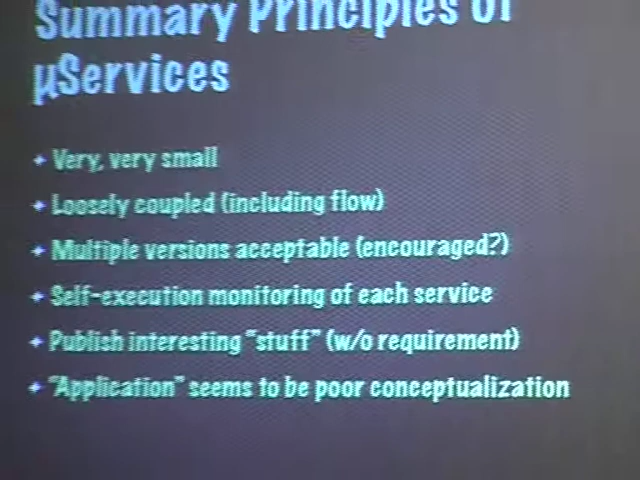 Summary Principles of
µServices
Very, very small
Loosely coupled (including flow)
Multiple versions acceptable (encouraged?)
Self-execution monitoring of each service
Publish interesting "stuff" (w/o requirement)
"Application" seems to be poor conceptualization